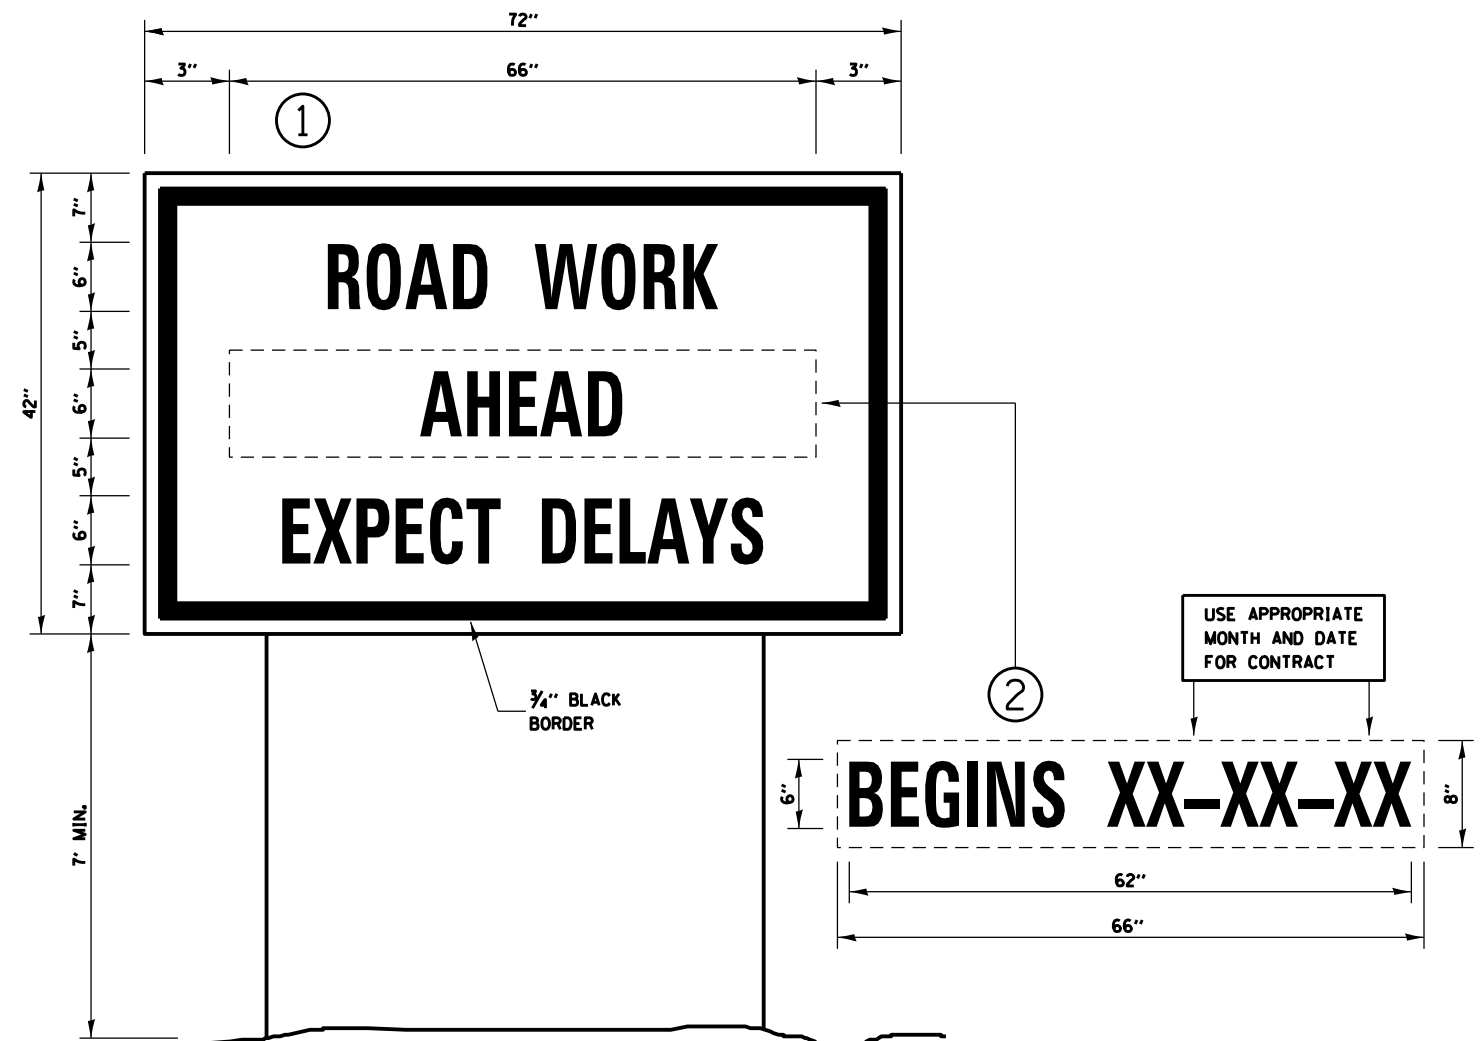 72"
3" 66" 3"
1
7"
6"
5"
6"
5"
6"
7"
42"
ROAD WORK
AHEAD
EXPECT DELAYS
3/4" BLACK
BORDER
7' MIN.
2
USE APPROPRIATE
MONTH AND DATE
FOR CONTRACT
6"
BEGINS XX-XX-XX
8"
62"
66"